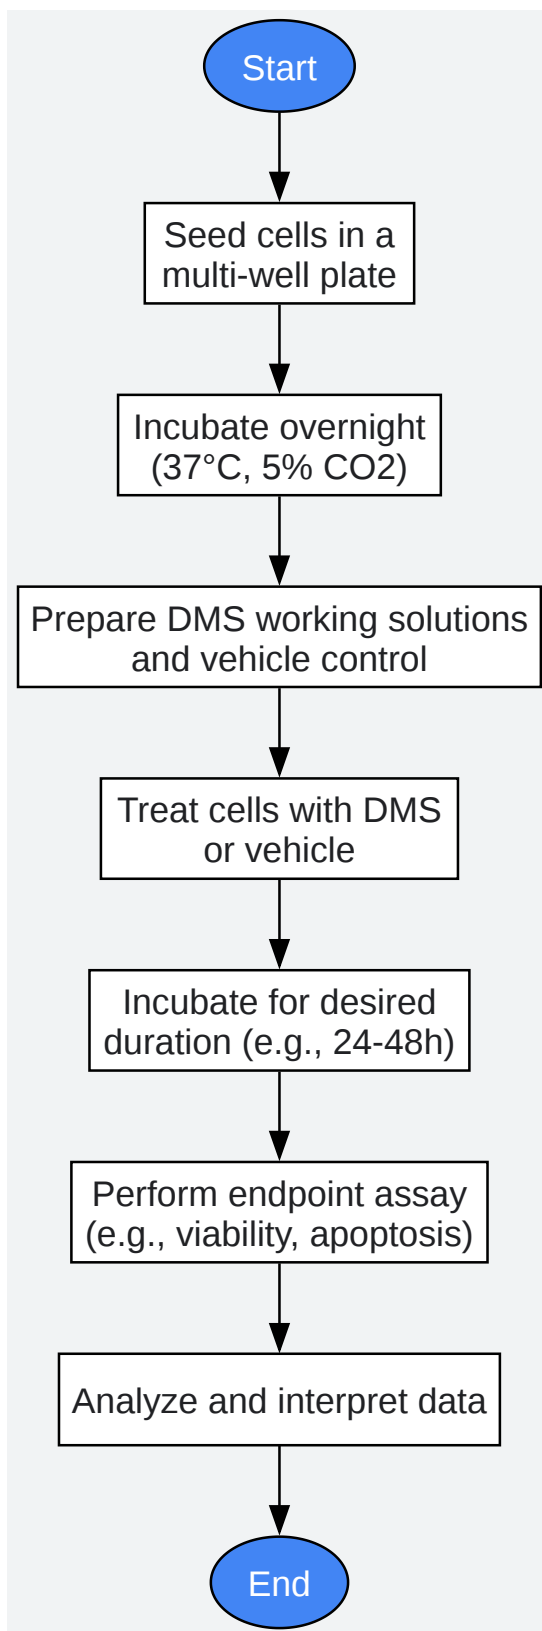 Start
Seed cells in a
multi-well plate
Incubate overnight
(37°C, 5% CO2)
Prepare DMS working solutions
and vehicle control
Treat cells with DMS
or vehicle
Incubate for desired
duration (e.g., 24-48h)
Perform endpoint assay
(e.g., viability, apoptosis)
Analyze and interpret data
End